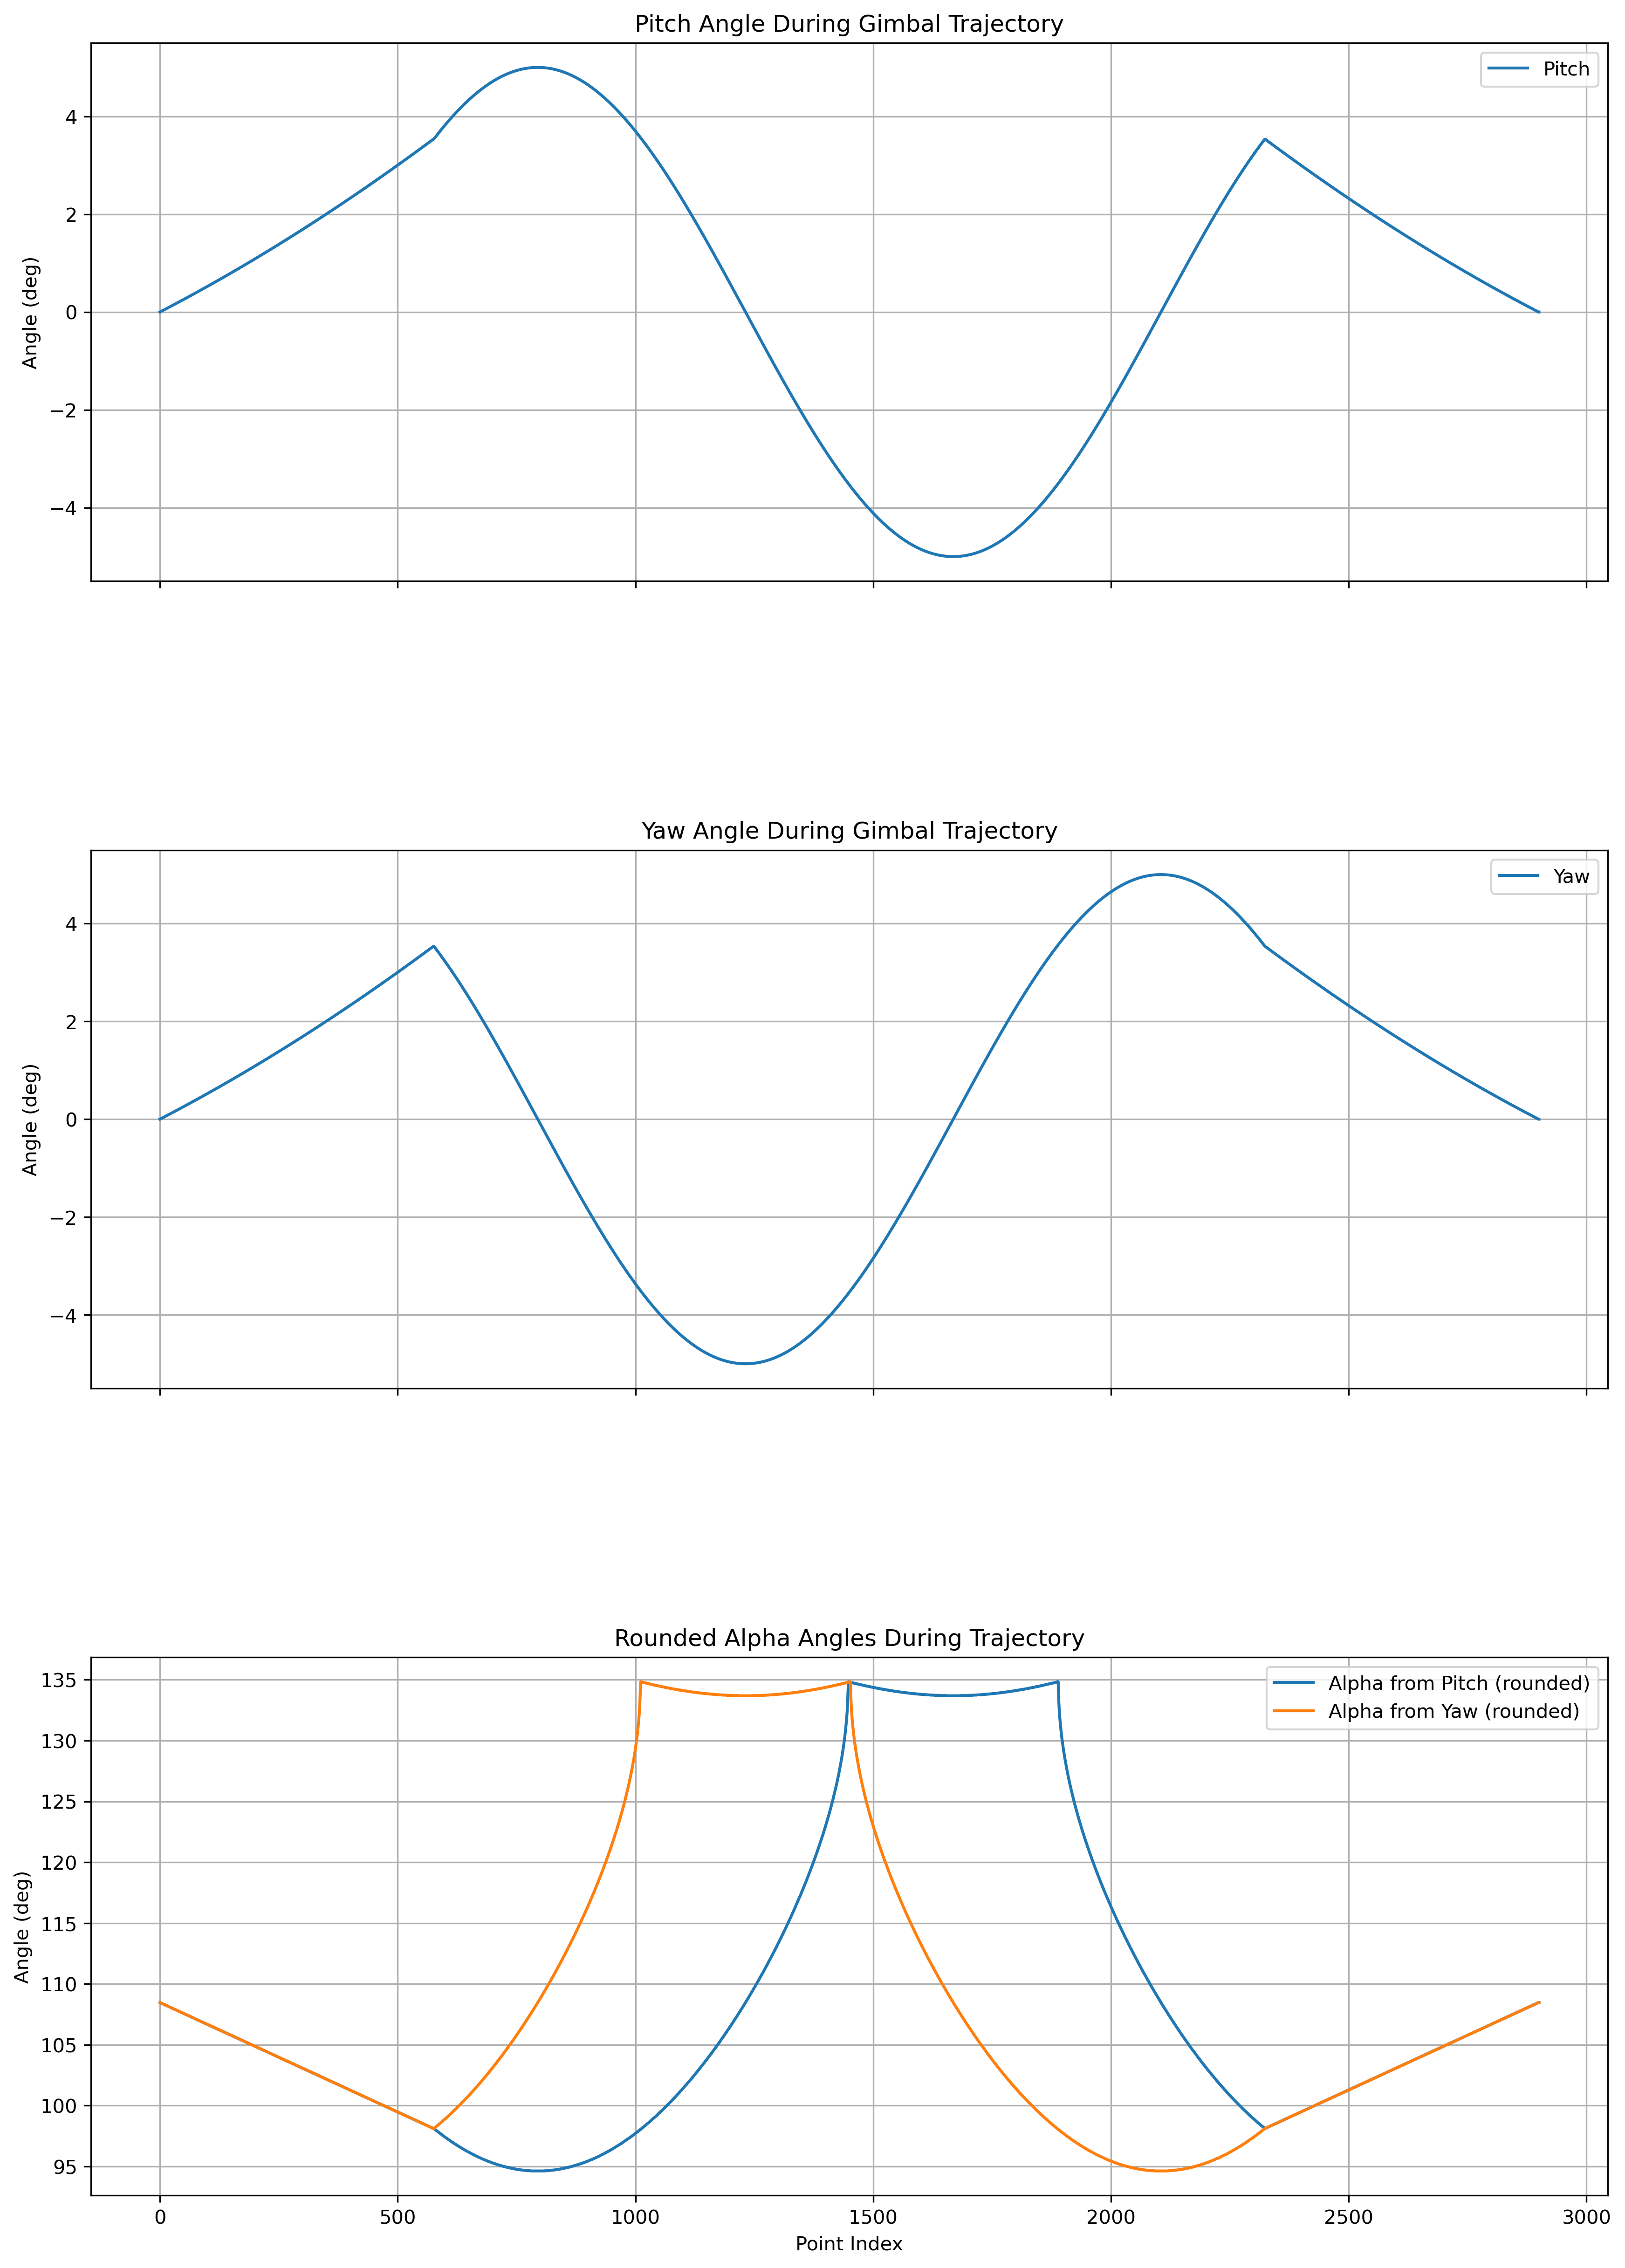 Pitch Angle During Gimbal Trajectory
Pitch
4
2
0
−2
−4
Angle (deg)
Yaw Angle During Gimbal Trajectory
Yaw
4
2
0
−2
−4
Angle (deg)
Rounded Alpha Angles During Trajectory
Alpha from Pitch (rounded)
Alpha from Yaw (rounded)
135
130
125
120
115
110
105
100
95
Angle (deg)
0 500 1000 1500 2000 2500 3000
Point Index